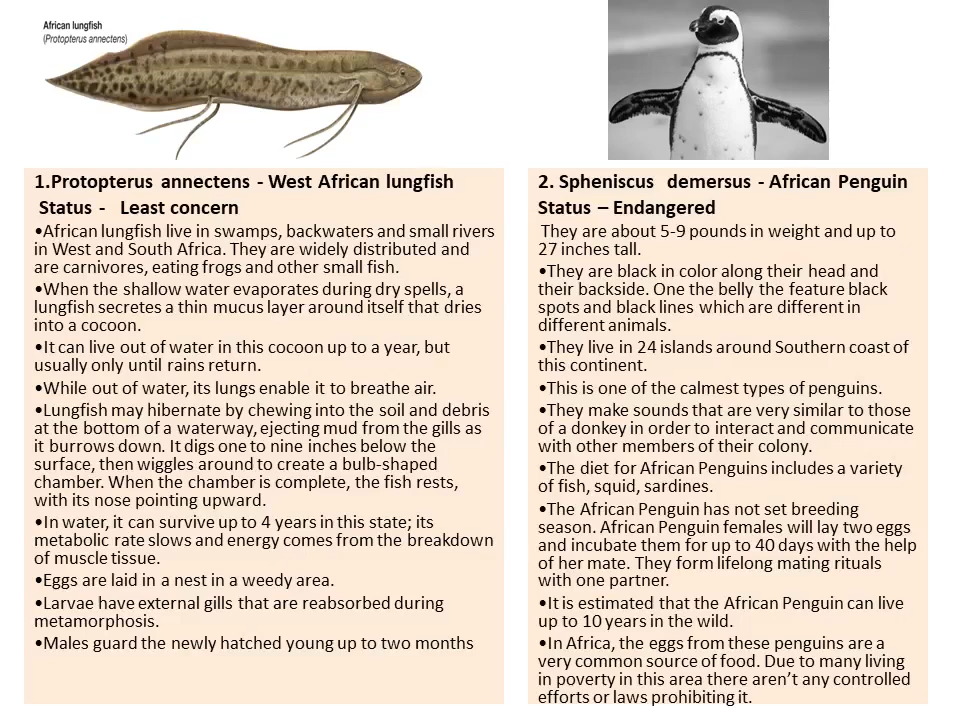 African lungfish
(Protopterus annectens)
1.Protopterus annectens - West African lungfish
Status - Least concern
•African lungfish live in swamps, backwaters and small rivers
in West and South Africa. They are widely distributed and
are carnivores, eating frogs and other small fish.
•When the shallow water evaporates during dry spells, a
lungfish secretes a thin mucus layer around itself that dries
into a cocoon.
•It can live out of water in this cocoon up to a year, but
usually only until rains return.
•While out of water, its lungs enable it to breathe air.
•Lungfish may hibernate by chewing into the soil and debris
at the bottom of a waterway, ejecting mud from the gills as
it burrows down. It digs one to nine inches below the
surface, then wiggles around to create a bulb-shaped
chamber. When the chamber is complete, the fish rests,
with its nose pointing upward.
•In water, it can survive up to 4 years in this state; its
metabolic rate slows and energy comes from the breakdown
of muscle tissue.
•Eggs are laid in a nest in a weedy area.
•Larvae have external gills that are reabsorbed during
metamorphosis.
•Males guard the newly hatched young up to two months
2. Spheniscus demersus - African Penguin
Status – Endangered
They are about 5-9 pounds in weight and up to
27 inches tall.
•They are black in color along their head and
their backside. One the belly the feature black
spots and black lines which are different in
different animals.
•They live in 24 islands around Southern coast of
this continent.
•This is one of the calmest types of penguins.
•They make sounds that are very similar to those
of a donkey in order to interact and communicate
with other members of their colony.
•The diet for African Penguins includes a variety
of fish, squid, sardines.
•The African Penguin has not set breeding
season. African Penguin females will lay two eggs
and incubate them for up to 40 days with the help
of her mate. They form lifelong mating rituals
with one partner.
•It is estimated that the African Penguin can live
up to 10 years in the wild.
•In Africa, the eggs from these penguins are a
very common source of food. Due to many living
in poverty in this area there aren’t any controlled
efforts or laws prohibiting it.